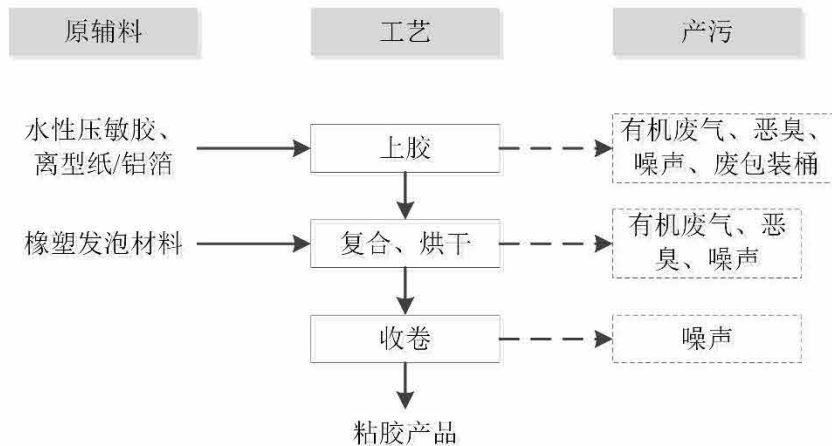 原辅料
工艺
产污
水性压敏胶、
离型纸/铝箔
上胶
有机废气、恶臭、
噪声、废包装桶
橡塑发泡材料
复合、烘干
有机废气、恶
臭、噪声
收卷
噪声
粘胶产品